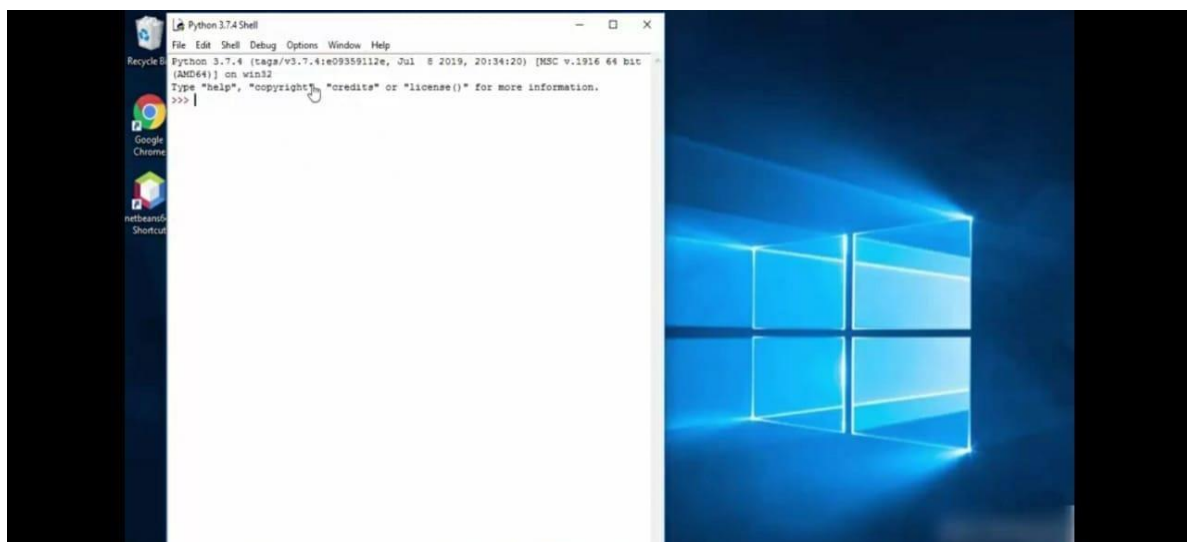 Python 3.7.4 Shell
File Edit Shell Debug Options Window Help
Python 3.7.4 (tags/v3.7.4:e09359112e, Jul 8 2019, 20:34:20) [MSC v.1916 64 bit
(AMD64)] on win32
Type "help", "copyright", "credits" or "license()" for more information.
>>>
Recycle B
Google
Chrome
netbeans6
Shortcut